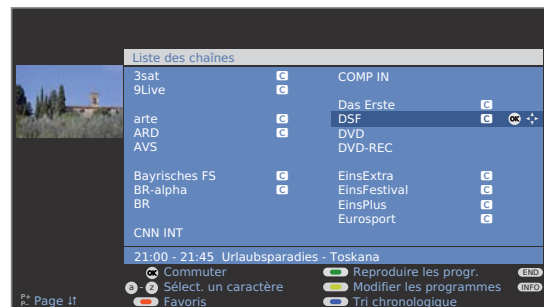 Liste des chaînes
3sat C
9Live C
arte C
ARD C
AVS
Bayrisches FS C
BR-alpha C
BR
CNN INT
COMP IN
Das Erste C
DSF C OK
DVD
DVD-REC
EinsExtra C
EinsFestival C
EinsPlus C
Eurosport C
21:00 - 21:45 Urlaubsparadies - Toskana
OK Commuter
a - z Sélect. un caractère
Favoris
Reproduire les progr. END
Modifier les programmes INFO
Tri chronologique
P+
P- Page